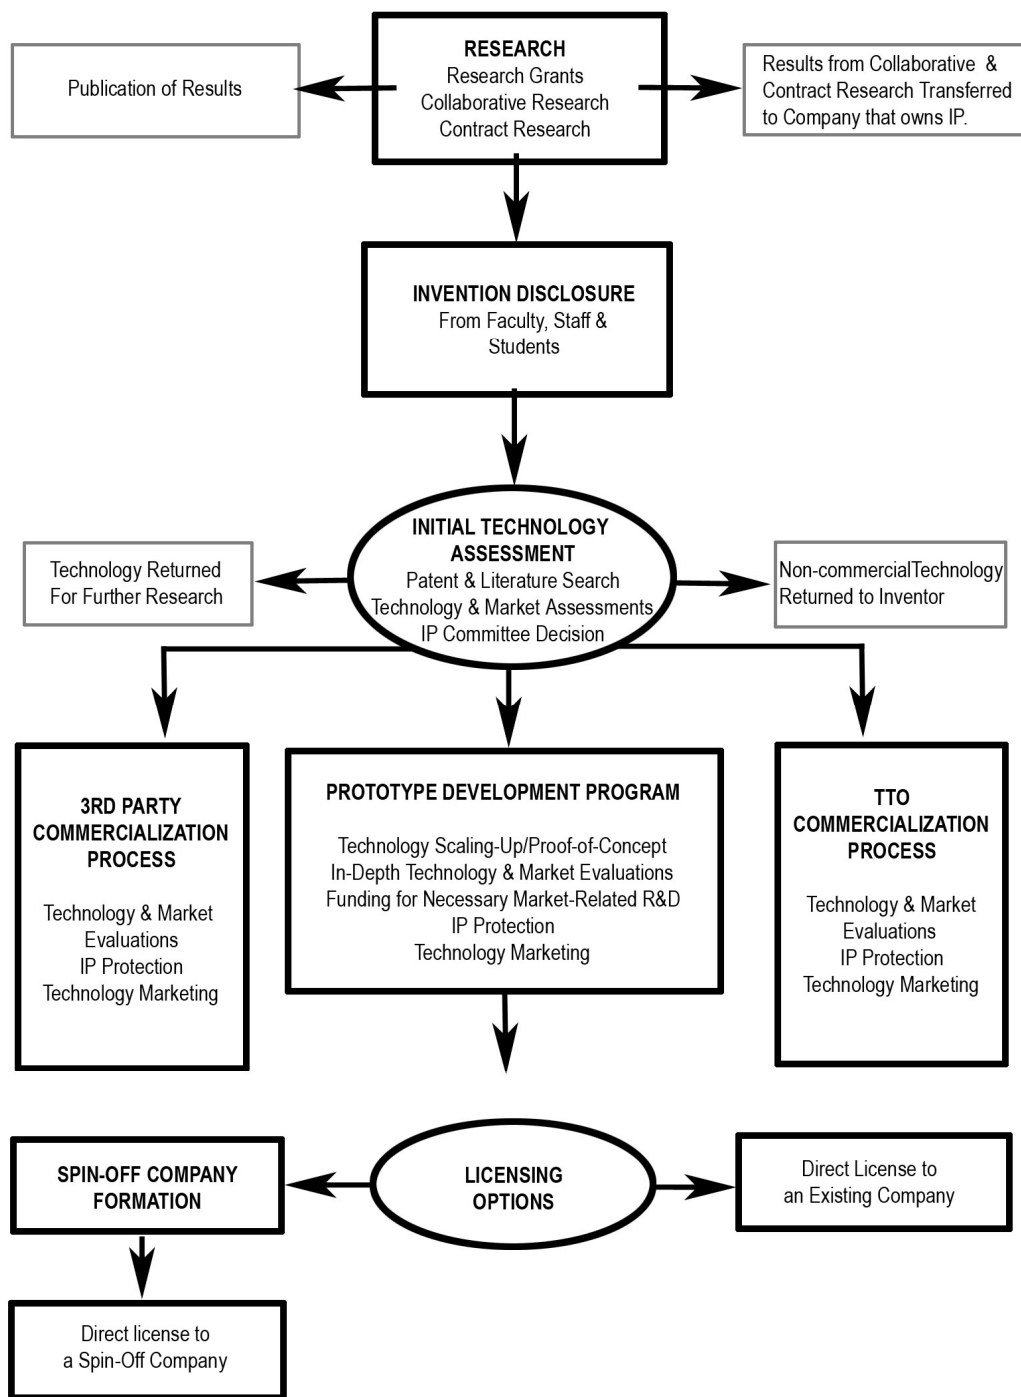 RESEARCH
Research Grants
Collaborative Research
Contract Research
Publication of Results
Results from Collaborative &
Contract Research Transferred
to Company that owns IP.
INVENTION DISCLOSURE
From Faculty, Staff &
Students
INITIAL TECHNOLOGY
ASSESSMENT
Patent & Literature Search
Technology & Market Assessments
IP Committee Decision
Technology Returned
For Further Research
Non-commercialTechnology
Returned to Inventor
3RD PARTY
COMMERCIALIZATION
PROCESS
Technology & Market
Evaluations
IP Protection
Technology Marketing
PROTOTYPE DEVELOPMENT PROGRAM
Technology Scaling-Up/Proof-of-Concept
In-Depth Technology & Market Evaluations
Funding for Necessary Market-Related R&D
IP Protection
Technology Marketing
TTO
COMMERCIALIZATION
PROCESS
Technology & Market
Evaluations
IP Protection
Technology Marketing
SPIN-OFF COMPANY
FORMATION
LICENSING
OPTIONS
Direct License to
an Existing Company
Direct license to
a Spin-Off Company